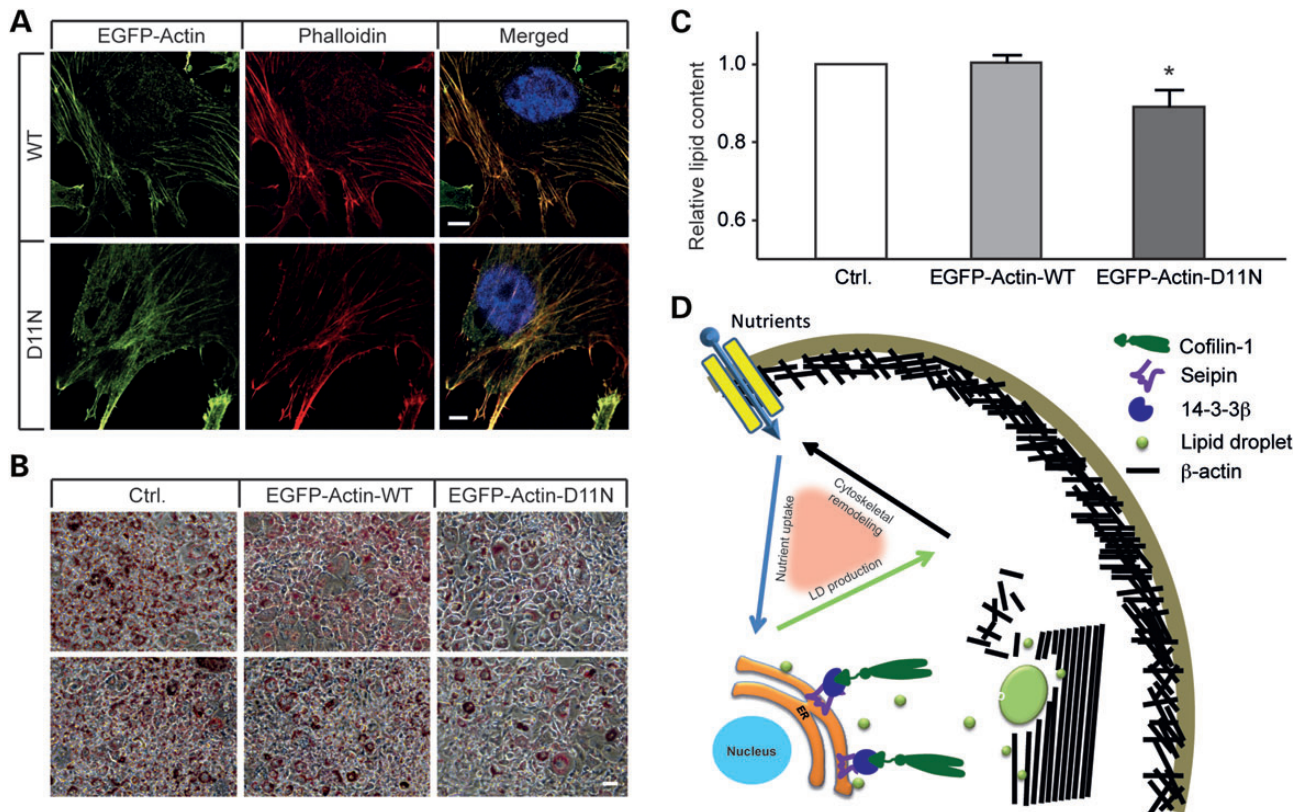 A
EGFP-Actin Phalloidin Merged
WT
D11N
B
Ctrl. EGFP-Actin-WT EGFP-Actin-D11N
C
Relative lipid content
1.0
0.8
0.6
*
Ctrl. EGFP-Actin-WT EGFP-Actin-D11N
D
Nutrients
Cofilin-1
Seipin
14-3-3β
Lipid droplet
β-actin
Nutrient uptake
Cytoskeletal
remodeling
LD production
ER
Nucleus